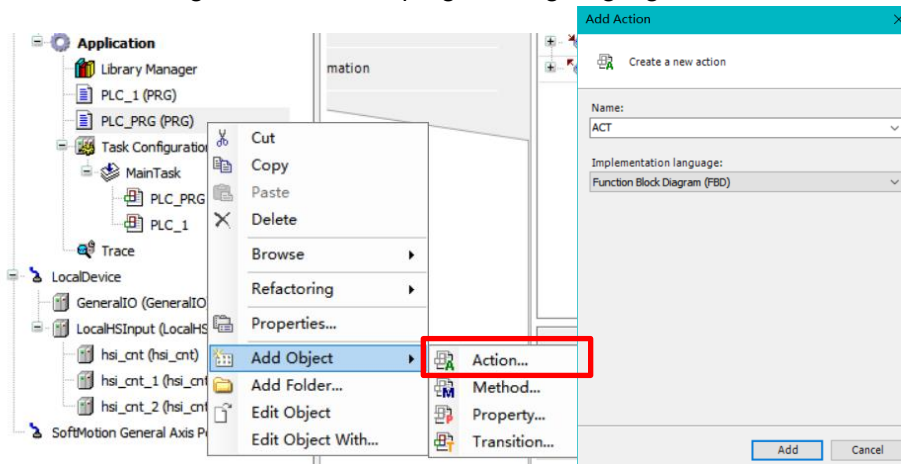 Application
Library Manager
PLC_1 (PRG)
PLC_PRG (PRG)
Task Configuration
MainTask
PLC_PRG
PLC_1
Trace
LocalDevice
GeneralIO (GeneralIO
LocalHSInput (LocalHS
hsi_cnt (hsi_cnt)
hsi_cnt_1 (hsi_cnt
hsi_cnt_2 (hsi_cnt
SoftMotion General Axis P
mation
Cut
Copy
Paste
Delete
Browse
Refactoring
Properties...
Add Object
Add Folder...
Edit Object
Edit Object With...
Action...
Method...
Property...
Transition...
Add Action
Create a new action
Name:
ACT
Implementation language:
Function Block Diagram (FBD)
Add Cancel